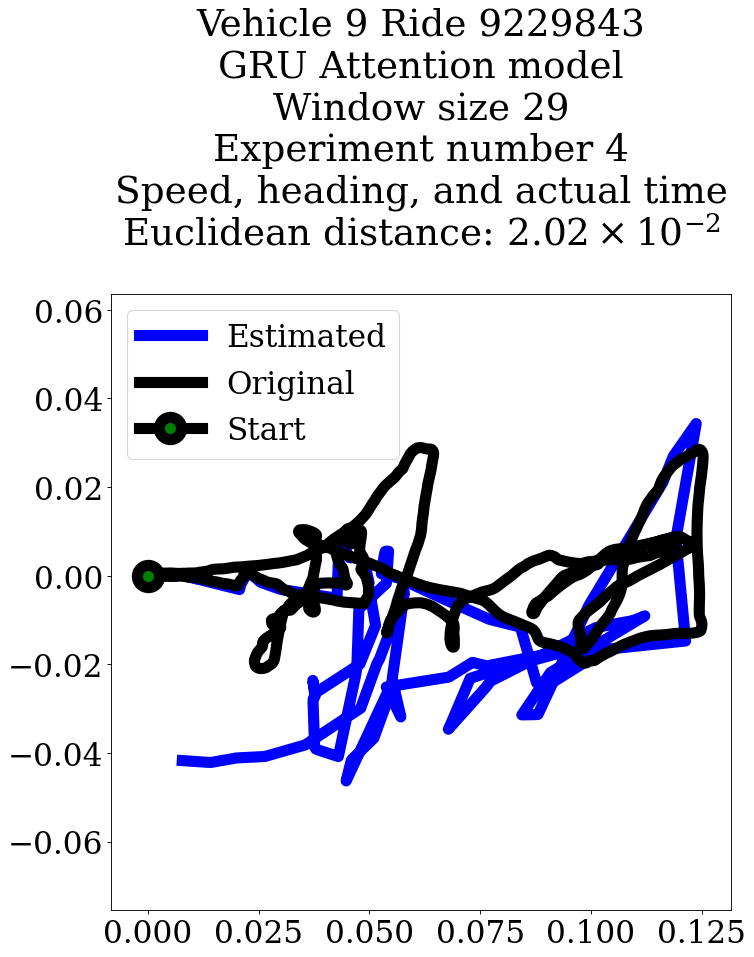 Vehicle 9 Ride 9229843
GRU Attention model
Window size 29
Experiment number 4
Speed, heading, and actual time
Euclidean distance: 2.02 × 10⁻²
Estimated
Original
Start
0.06
0.04
0.02
0.00
−0.02
−0.04
−0.06
0.000 0.025 0.050 0.075 0.100 0.125